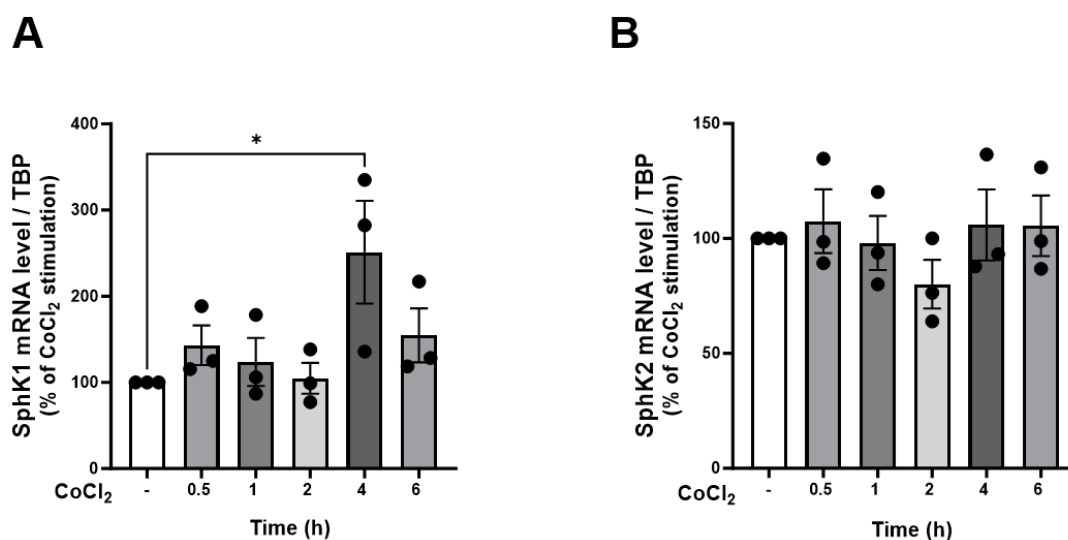 A
SphK1 mRNA level / TBP
(% of CoCl₂ stimulation)
400
300
200
100
0
*
CoCl₂ - 0.5 1 2 4 6
Time (h)
B
SphK2 mRNA level / TBP
(% of CoCl₂ stimulation)
150
100
50
0
CoCl₂ - 0.5 1 2 4 6
Time (h)